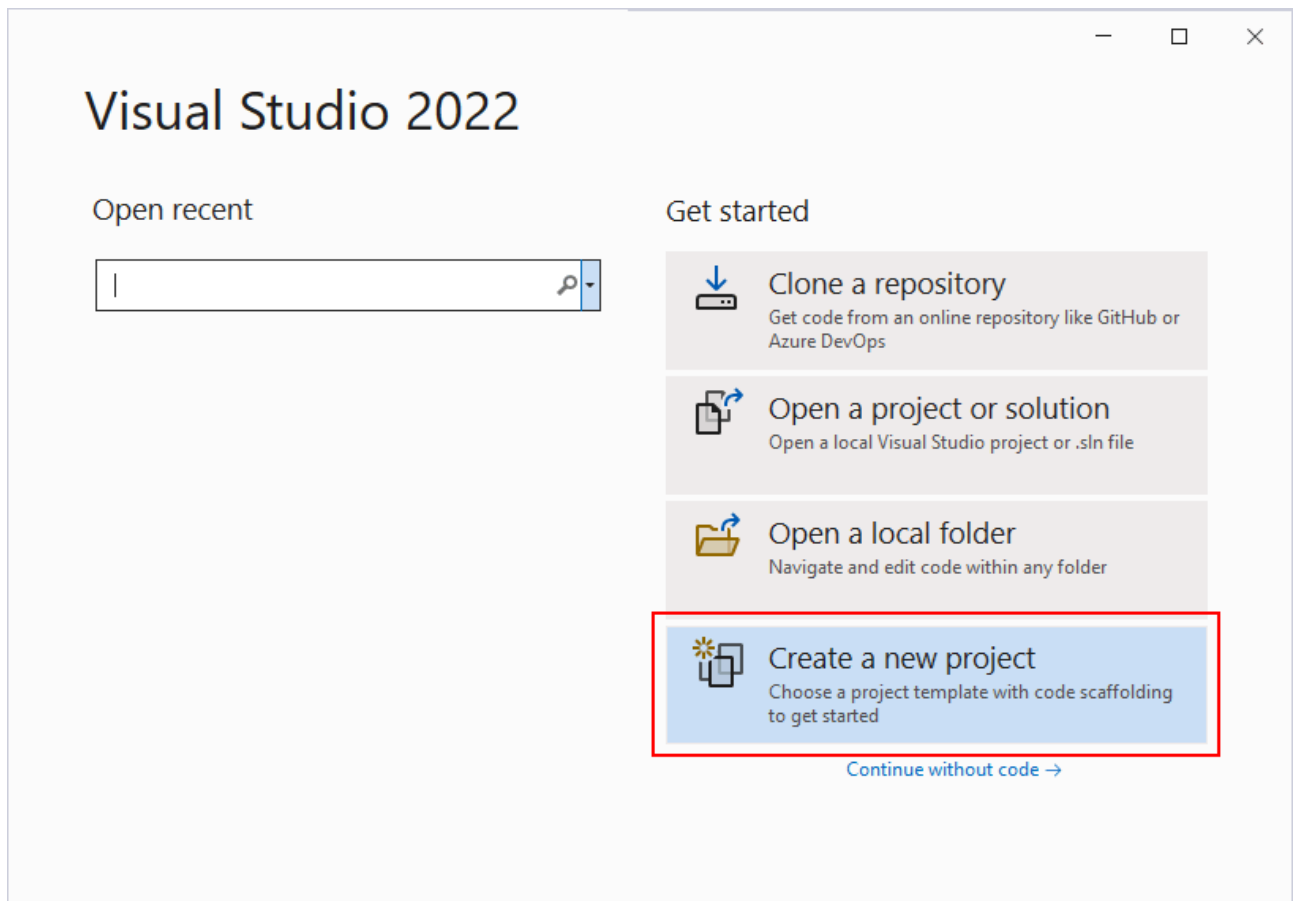 Visual Studio 2022
Open recent
Get started
Clone a repository
Get code from an online repository like GitHub or
Azure DevOps
Open a project or solution
Open a local Visual Studio project or .sln file
Open a local folder
Navigate and edit code within any folder
Create a new project
Choose a project template with code scaffolding
to get started
Continue without code →